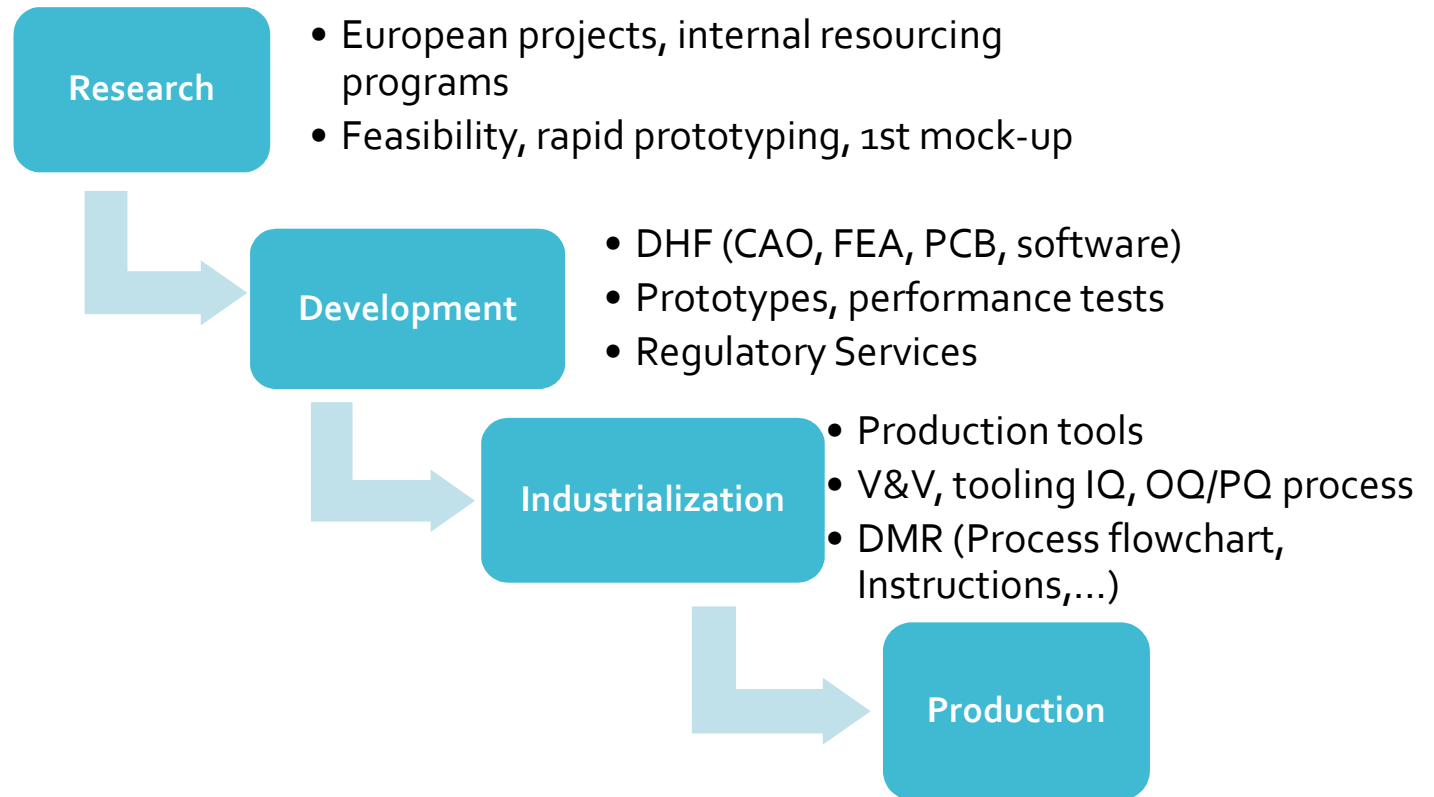 Research
• European projects, internal resourcing
programs
• Feasibility, rapid prototyping, 1st mock-up
Development
• DHF (CAO, FEA, PCB, software)
• Prototypes, performance tests
• Regulatory Services
Industrialization
• Production tools
• V&V, tooling IQ, OQ/PQ process
• DMR (Process flowchart,
Instructions,...)
Production